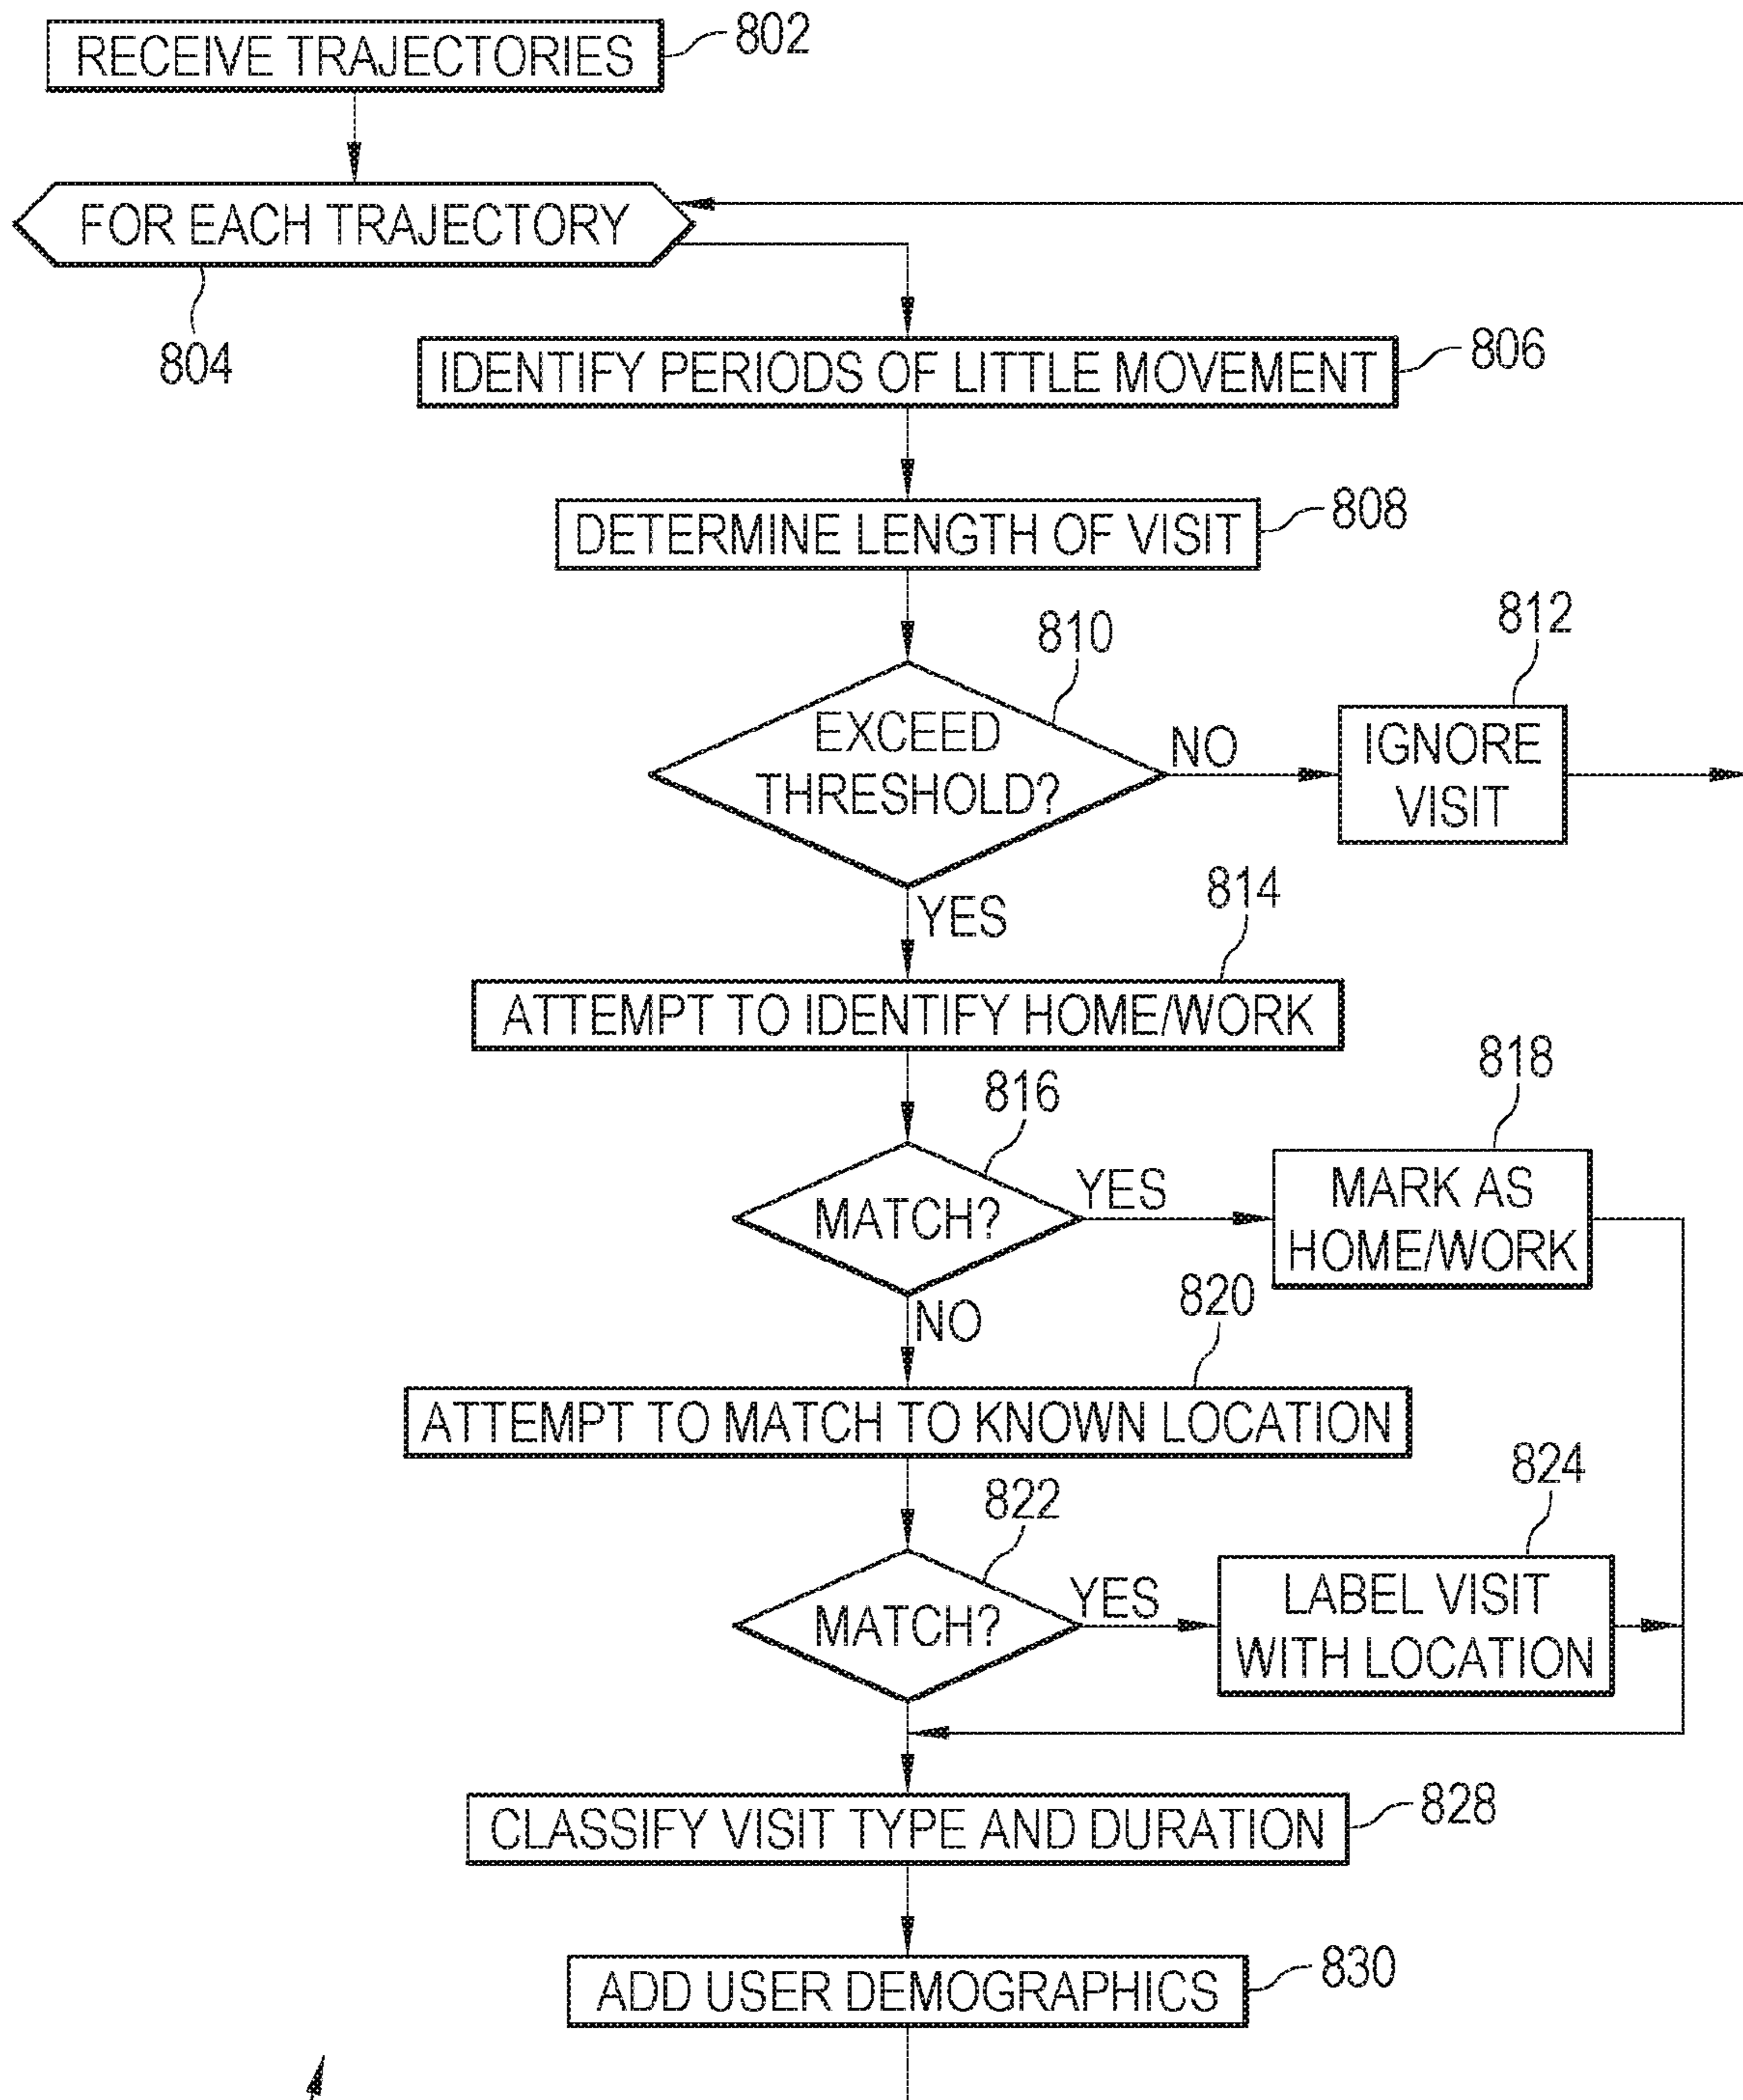 RECEIVE TRAJECTORIES
802
FOR EACH TRAJECTORY
804
IDENTIFY PERIODS OF LITTLE MOVEMENT
806
DETERMINE LENGTH OF VISIT
808
810
812
EXCEED
THRESHOLD?
NO
IGNORE
VISIT
YES
814
ATTEMPT TO IDENTIFY HOME/WORK
816
818
MATCH?
YES
MARK AS
HOME/WORK
NO
820
ATTEMPT TO MATCH TO KNOWN LOCATION
822
824
MATCH?
YES
LABEL VISIT
WITH LOCATION
CLASSIFY VISIT TYPE AND DURATION
828
ADD USER DEMOGRAPHICS
830